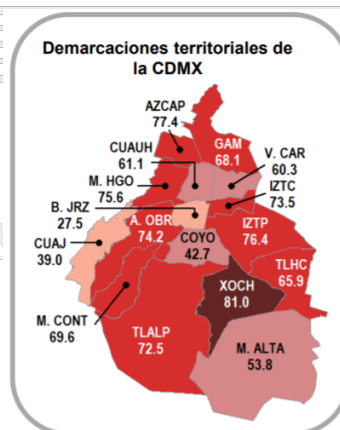 Demarcaciones territoriales de
la CDMX
AZCAP
77.4
GAM
68.1
CUAUH
61.1
V. CAR
60.3
M. HGO
75.6
IZTC
73.5
B. JRZ
27.5
A. OBR
74.2
IZTP
76.4
CUAJ
39.0
COYO
42.7
TLHC
65.9
XOCH
81.0
M. CONT
69.6
TLALP
72.5
M. ALTA
53.8